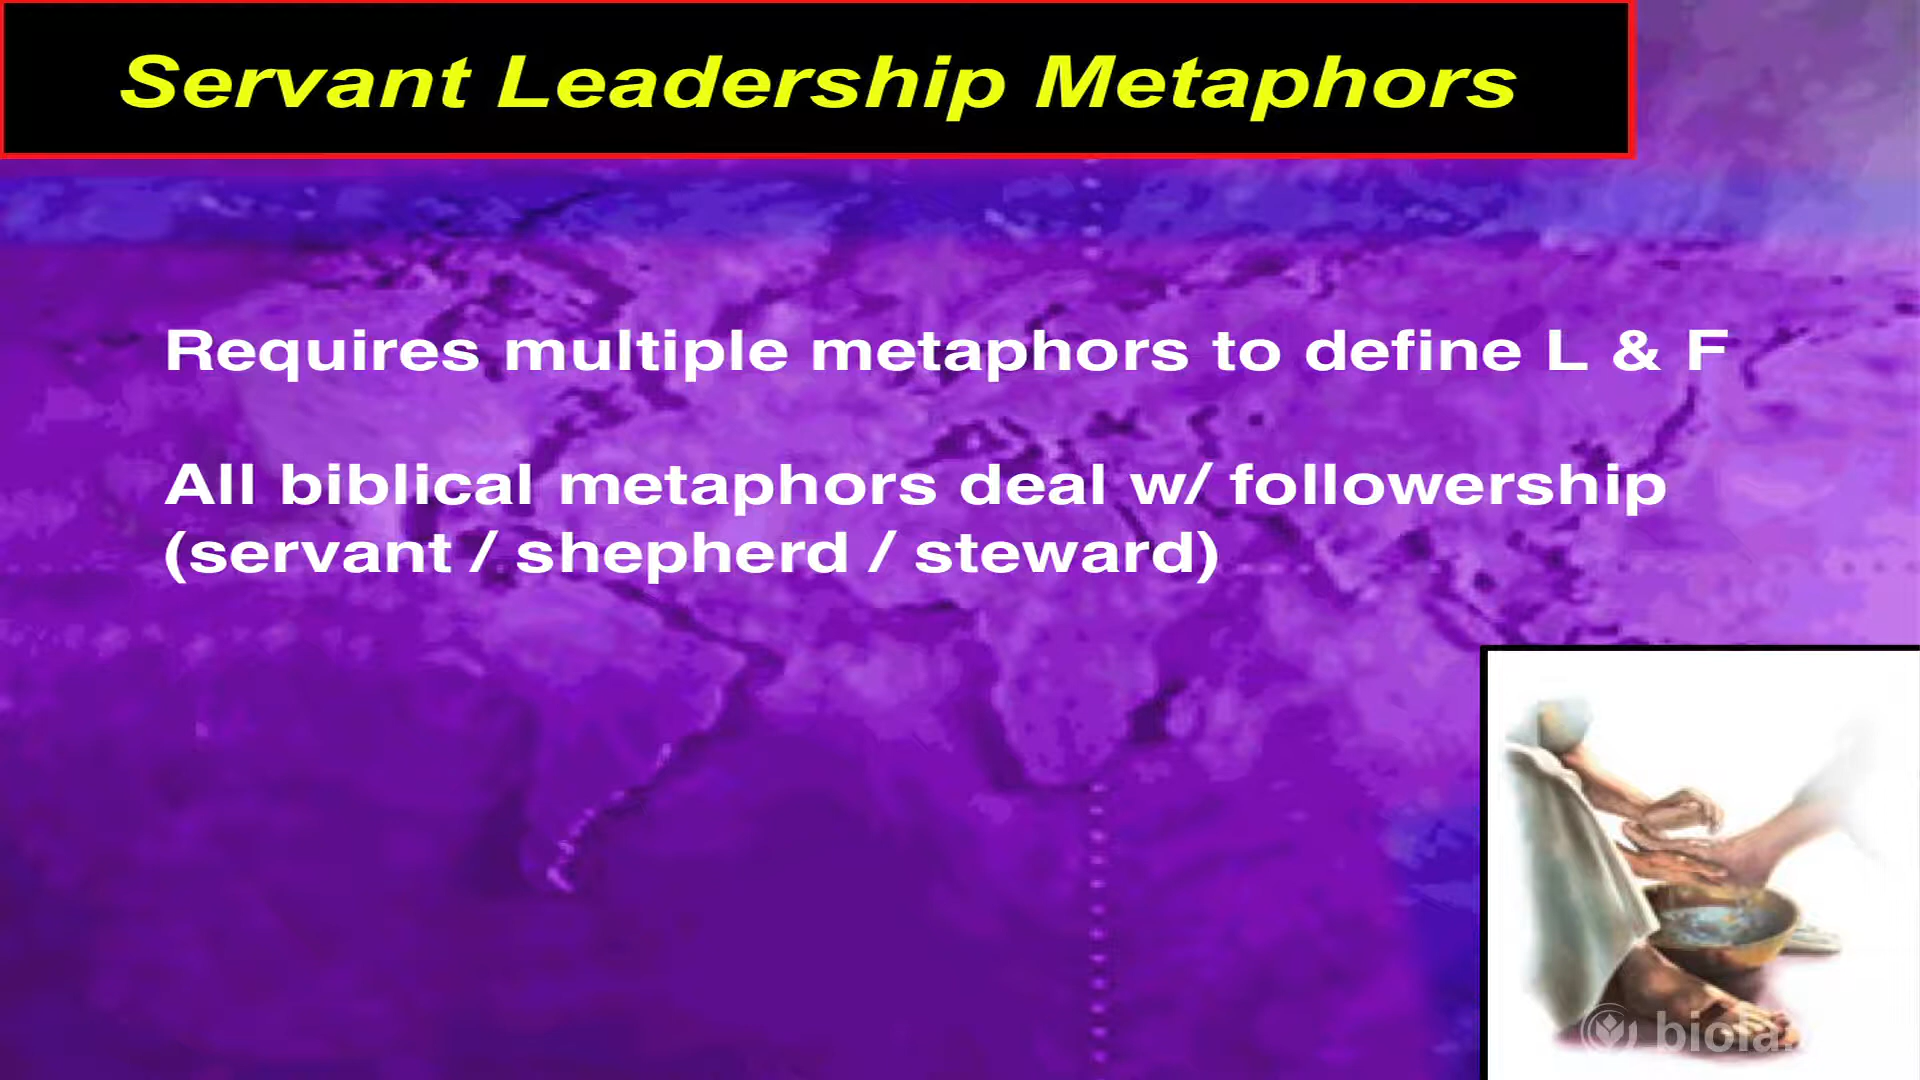 Servant Leadership Metaphors
Requires multiple metaphors to define L & F
All biblical metaphors deal w/ followership
(servant / shepherd / steward)